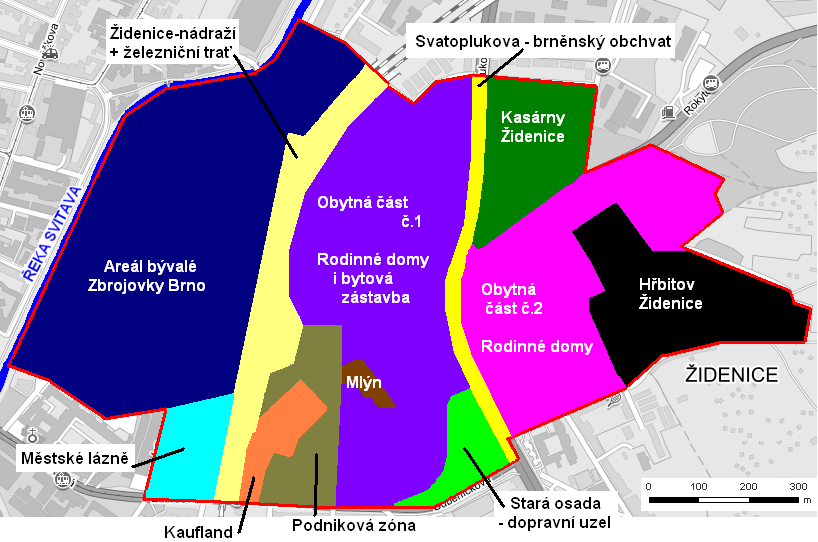 Židenice-nádraží
+ železniční trať
Svatoplukova - brněnský obchvat
Kasárny
Židenice
Obytná část
č.1
Rodinné domy
i bytová
zástavba
ŘEKA SVITAVA
Areál bývalé
Zbrojovky Brno
Obytná
část č.2
Rodinné domy
Hřbitov
Židenice
Mlýn
ŽIDENICE
Městské lázně
Stará osada
- dopravní uzel
Kaufland
Podniková zóna
0 100 200 300
m